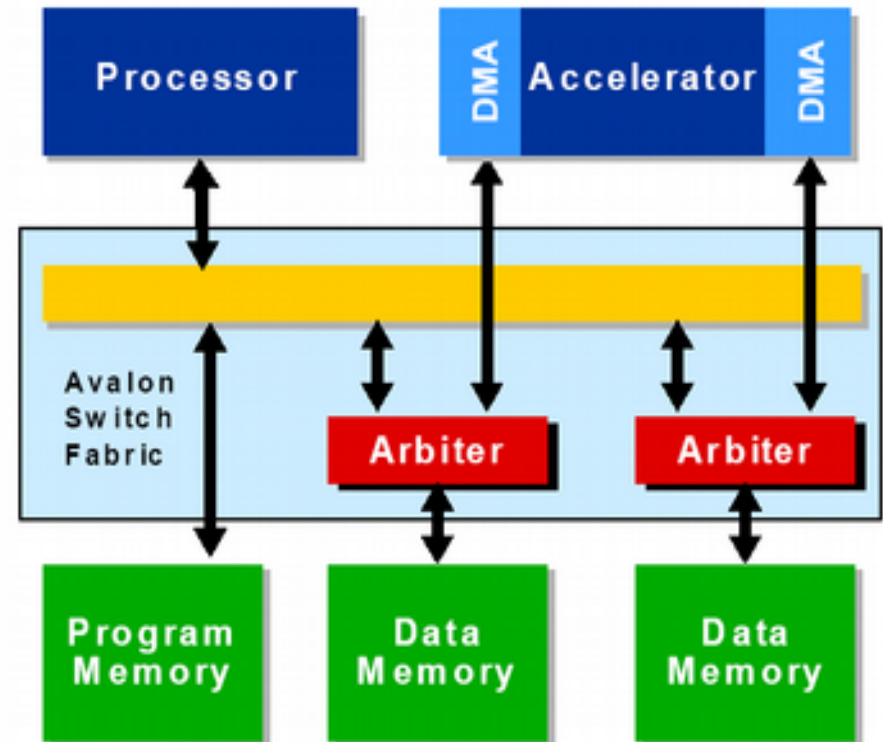 Processor
DMA
Accelerator
DMA
Avalon
Switch
Fabric
Arbiter
Arbiter
Program
Memory
Data
Memory
Data
Memory